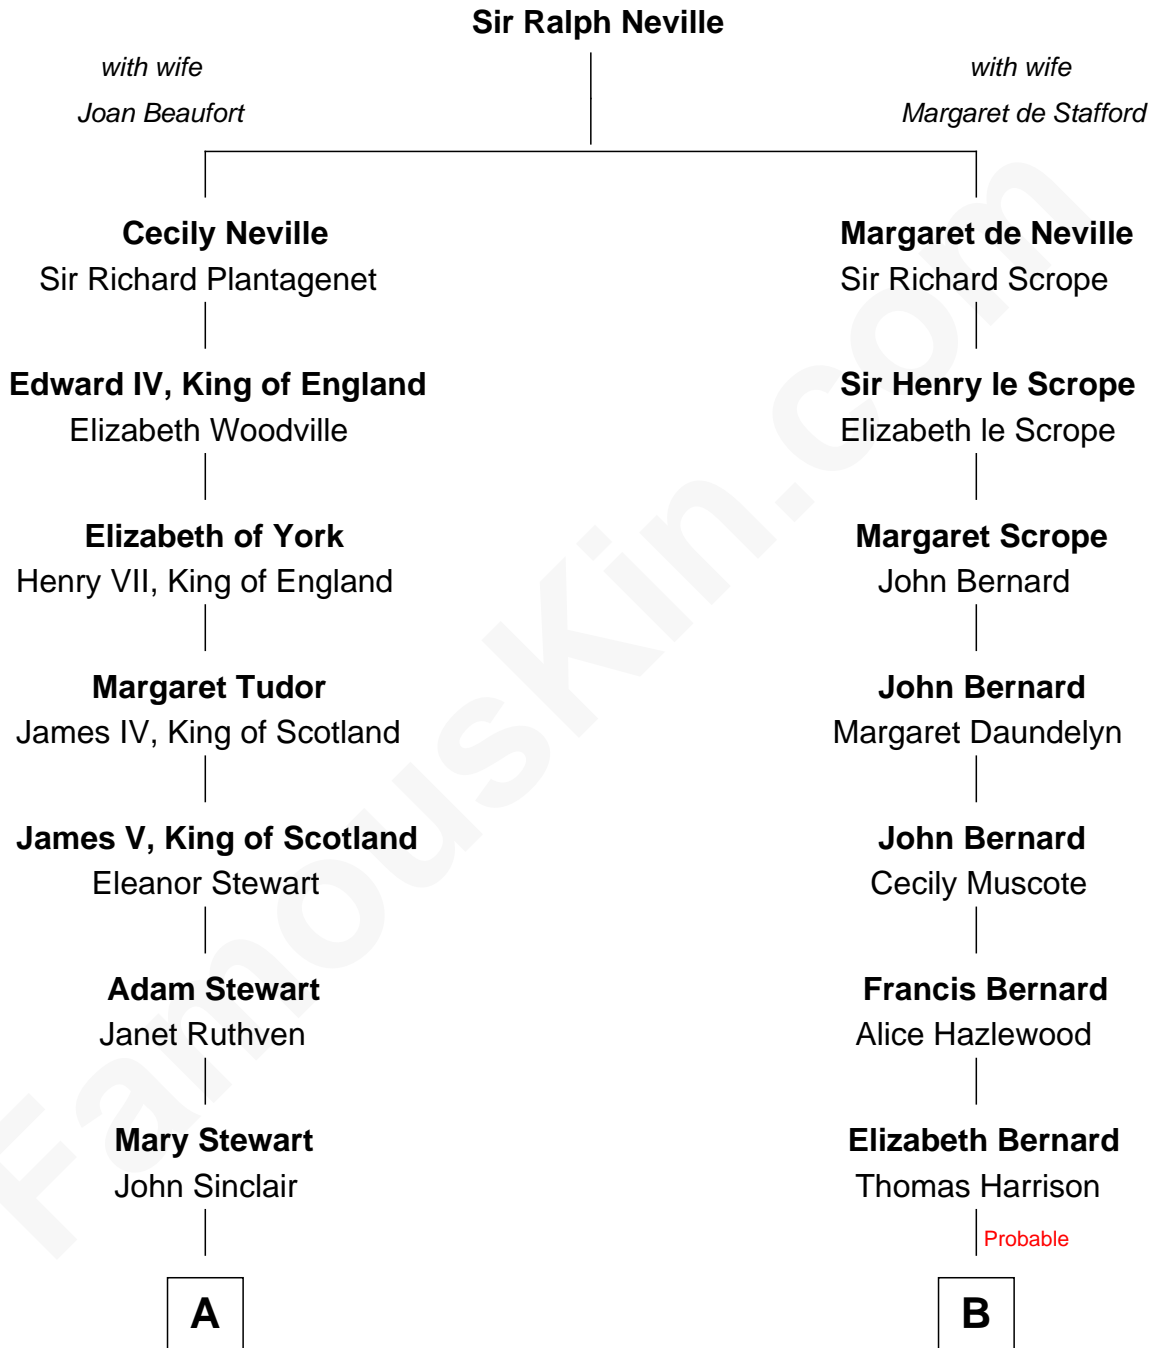 Sir Ralph Neville
with wife
Joan Beaufort
with wife
Margaret de Stafford
Cecily Neville
Sir Richard Plantagenet
Margaret de Neville
Sir Richard Scrope
Edward IV, King of England
Elizabeth Woodville
Sir Henry le Scrope
Elizabeth le Scrope
Elizabeth of York
Henry VII, King of England
Margaret Scrope
John Bernard
Margaret Tudor
James IV, King of Scotland
John Bernard
Margaret Daundelyn
James V, King of Scotland
Eleanor Stewart
John Bernard
Cecily Muscote
Adam Stewart
Janet Ruthven
Francis Bernard
Alice Hazlewood
Mary Stewart
John Sinclair
Elizabeth Bernard
Thomas Harrison
Probable
A
B
FamousKin.com